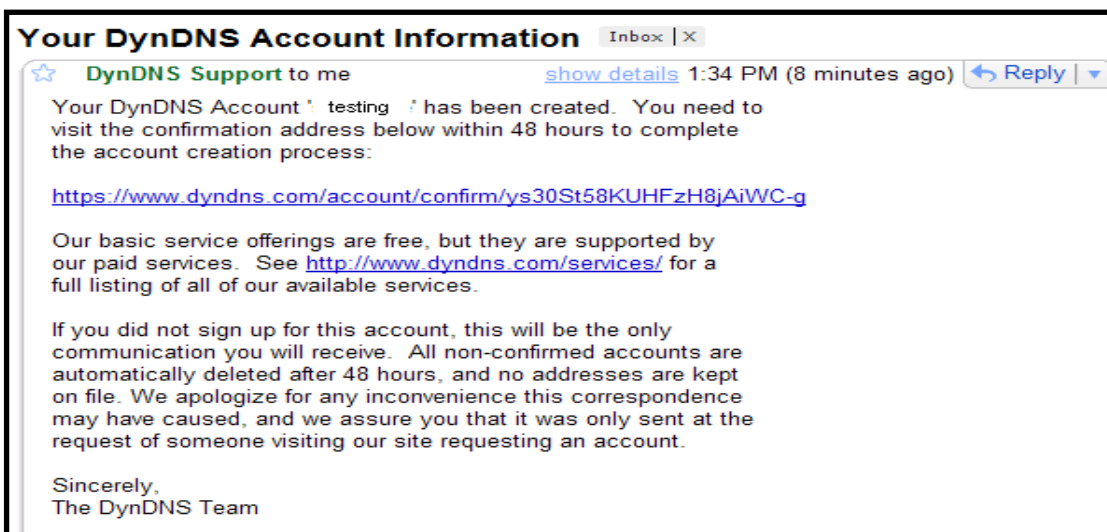 Your DynDNS Account Information Inbox | X
DynDNS Support to me show details 1:34 PM (8 minutes ago) Reply
Your DynDNS Account ' testing ' has been created. You need to
visit the confirmation address below within 48 hours to complete
the account creation process:
https://www.dyndns.com/account/confirm/ys30St58KUHFzH8jAiWC-g
Our basic service offerings are free, but they are supported by
our paid services. See http://www.dyndns.com/services/ for a
full listing of all of our available services.
If you did not sign up for this account, this will be the only
communication you will receive. All non-confirmed accounts are
automatically deleted after 48 hours, and no addresses are kept
on file. We apologize for any inconvenience this correspondence
may have caused, and we assure you that it was only sent at the
request of someone visiting our site requesting an account.
Sincerely,
The DynDNS Team